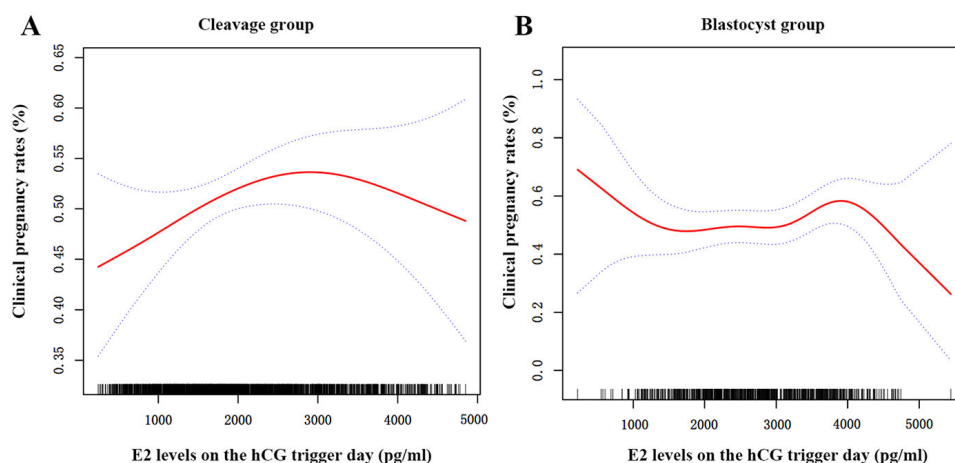 A
Cleavage group
Clinical pregnancy rates (%)
0.65
0.60
0.55
0.50
0.45
0.40
0.35
1000 2000 3000 4000 5000
E2 levels on the hCG trigger day (pg/ml)
B
Blastocyst group
Clinical pregnancy rates (%)
1.0
0.8
0.6
0.4
0.2
0.0
1000 2000 3000 4000 5000
E2 levels on the hCG trigger day (pg/ml)